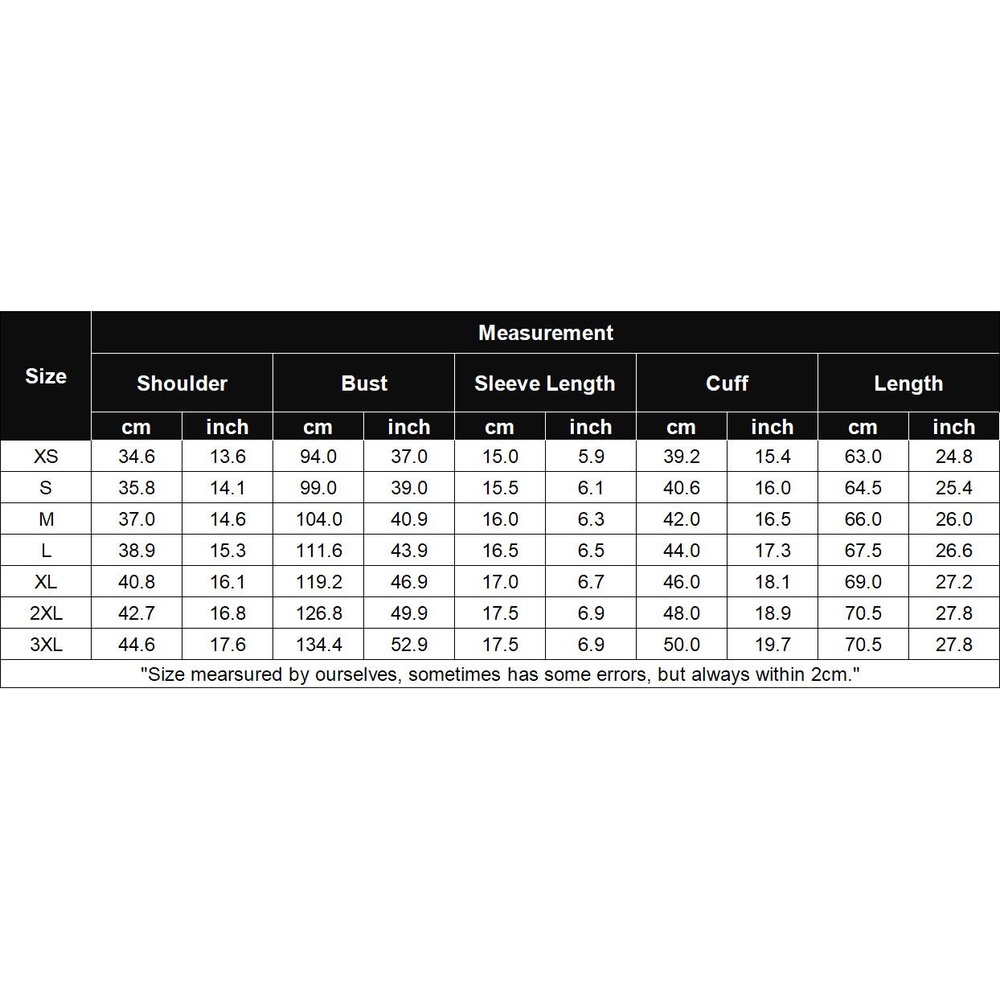 Size Measurement
Shoulder Bust Sleeve Length Cuff Length
cm inch cm inch cm inch cm inch cm inch
XS 34.6 13.6 94.0 37.0 15.0 5.9 39.2 15.4 63.0 24.8
S 35.8 14.1 99.0 39.0 15.5 6.1 40.6 16.0 64.5 25.4
M 37.0 14.6 104.0 40.9 16.0 6.3 42.0 16.5 66.0 26.0
L 38.9 15.3 111.6 43.9 16.5 6.5 44.0 17.3 67.5 26.6
XL 40.8 16.1 119.2 46.9 17.0 6.7 46.0 18.1 69.0 27.2
2XL 42.7 16.8 126.8 49.9 17.5 6.9 48.0 18.9 70.5 27.8
3XL 44.6 17.6 134.4 52.9 17.5 6.9 50.0 19.7 70.5 27.8
"Size mearsured by ourselves, sometimes has some errors, but always within 2cm."